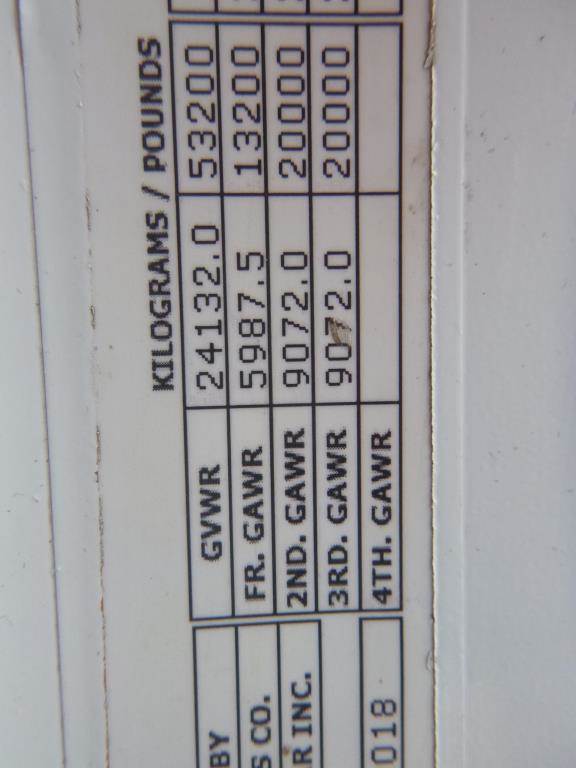 KILOGRAMS / POUNDS
GVWR 24132.0 53200
FR. GAWR 5987.5 13200
2ND. GAWR 9072.0 20000
3RD. GAWR 9072.0 20000
4TH. GAWR
BY
S CO.
R INC.
018